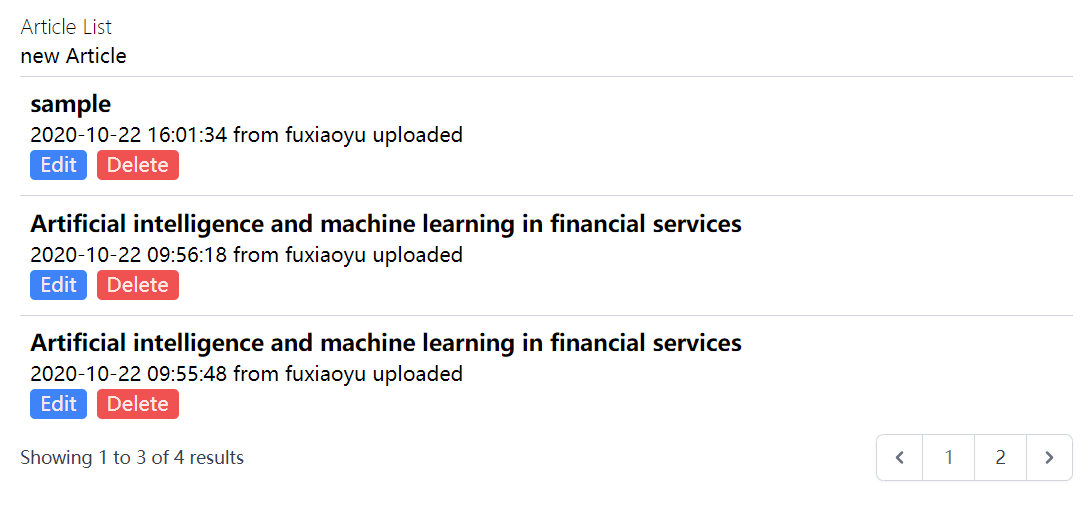 Article List
new Article
sample
2020-10-22 16:01:34 from fuxiaoyu uploaded
Edit Delete
Artificial intelligence and machine learning in financial services
2020-10-22 09:56:18 from fuxiaoyu uploaded
Edit Delete
Artificial intelligence and machine learning in financial services
2020-10-22 09:55:48 from fuxiaoyu uploaded
Edit Delete
Showing 1 to 3 of 4 results 1 2